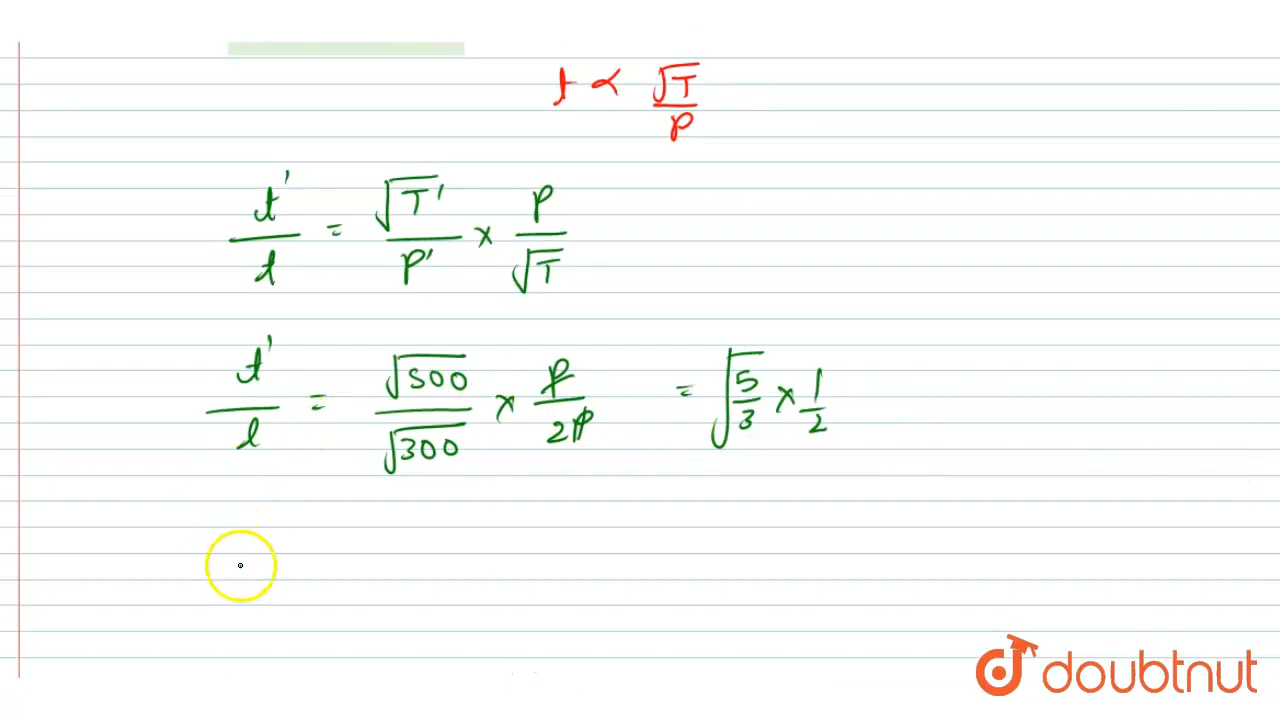 t ∝ √T / P
t' / t = √T' / P' × P / √T
t' / t = √500 / √300 × P / 2P = √5/3 × 1/2
doubtnut